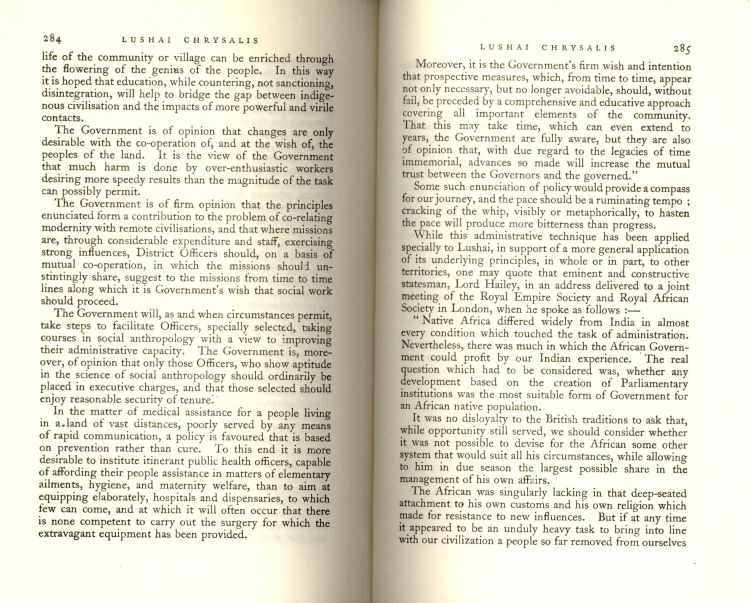 284 LUSHAI CHRYSALIS
life of the community or village can be enriched through
the flowering of the genius of the people. In this way
it is hoped that education, while countering, not sanctioning,
disintegration, will help to bridge the gap between indige-
nous civilisation and the impacts of more powerful and virile
contacts.
The Government is of opinion that changes are only
desirable with the co-operation of, and at the wish of, the
peoples of the land. It is the view of the Government
that much harm is done by over-enthusiastic workers
desiring more speedy results than the magnitude of the task
can possibly permit.
The Government is of firm opinion that the principles
enunciated form a contribution to the problem of co-relating
modernity with remote civilisations, and that where missions
are, through considerable expenditure and staff, exercising
strong influences, District Officers should, on a basis of
mutual co-operation, in which the missions should un-
stintingly share, suggest to the missions from time to time
lines along which it is Government's wish that social work
should proceed.
The Government will, as and when circumstances permit,
take steps to facilitate Officers, specially selected, taking
courses in social anthropology with a view to improving
their administrative capacity. The Government is, more-
over, of opinion that only those Officers, who show aptitude
in the science of social anthropology should ordinarily be
placed in executive charges, and that those selected should
enjoy reasonable security of tenure.
In the matter of medical assistance for a people living
in a land of vast distances, poorly served by any means
of rapid communication, a policy is favoured that is based
on prevention rather than cure. To this end it is more
desirable to institute itinerant public health officers, capable
of affording their people assistance in matters of elementary
ailments, hygiene, and maternity welfare, than to aim at
equipping elaborately, hospitals and dispensaries, to which
few can come, and at which it will often occur that there
is none competent to carry out the surgery for which the
extravagant equipment has been provided.
LUSHAI CHRYSALIS 285
Moreover, it is the Government's firm wish and intention
that prospective measures, which, from time to time, appear
not only necessary, but no longer avoidable, should, without
fail, be preceded by a comprehensive and educative approach
covering all important elements of the community.
That this may take time, which can even extend to
years, the Government are fully aware, but they are also
of opinion that, with due regard to the legacies of time
immemorial, advances so made will increase the mutual
trust between the Governors and the governed."
Some such enunciation of policy would provide a compass
for our journey, and the pace should be a ruminating tempo ;
cracking of the whip, visibly or metaphorically, to hasten
the pace will produce more bitterness than progress.
While this administrative technique has been applied
specially to Lushai, in support of a more general application
of its underlying principles, in whole or in part, to other
territories, one may quote that eminent and constructive
statesman, Lord Hailey, in an address delivered to a joint
meeting of the Royal Empire Society and Royal African
Society in London, when he spoke as follows :—
" Native Africa differed widely from India in almost
every condition which touched the task of administration.
Nevertheless, there was much in which the African Govern-
ment could profit by our Indian experience. The real
question which had to be considered was, whether any
development based on the creation of Parliamentary
institutions was the most suitable form of Government for
an African native population.
It was no disloyalty to the British traditions to ask that,
while opportunity still served, we should consider whether
it was not possible to devise for the African some other
system that would suit all his circumstances, while allowing
to him in due season the largest possible share in the
management of his own affairs.
The African was singularly lacking in that deep-seated
attachment to his own customs and his own religion which
made for resistance to new influences. But if at any time
it appeared to be an unduly heavy task to bring into line
with our civilization a people so far removed from ourselves